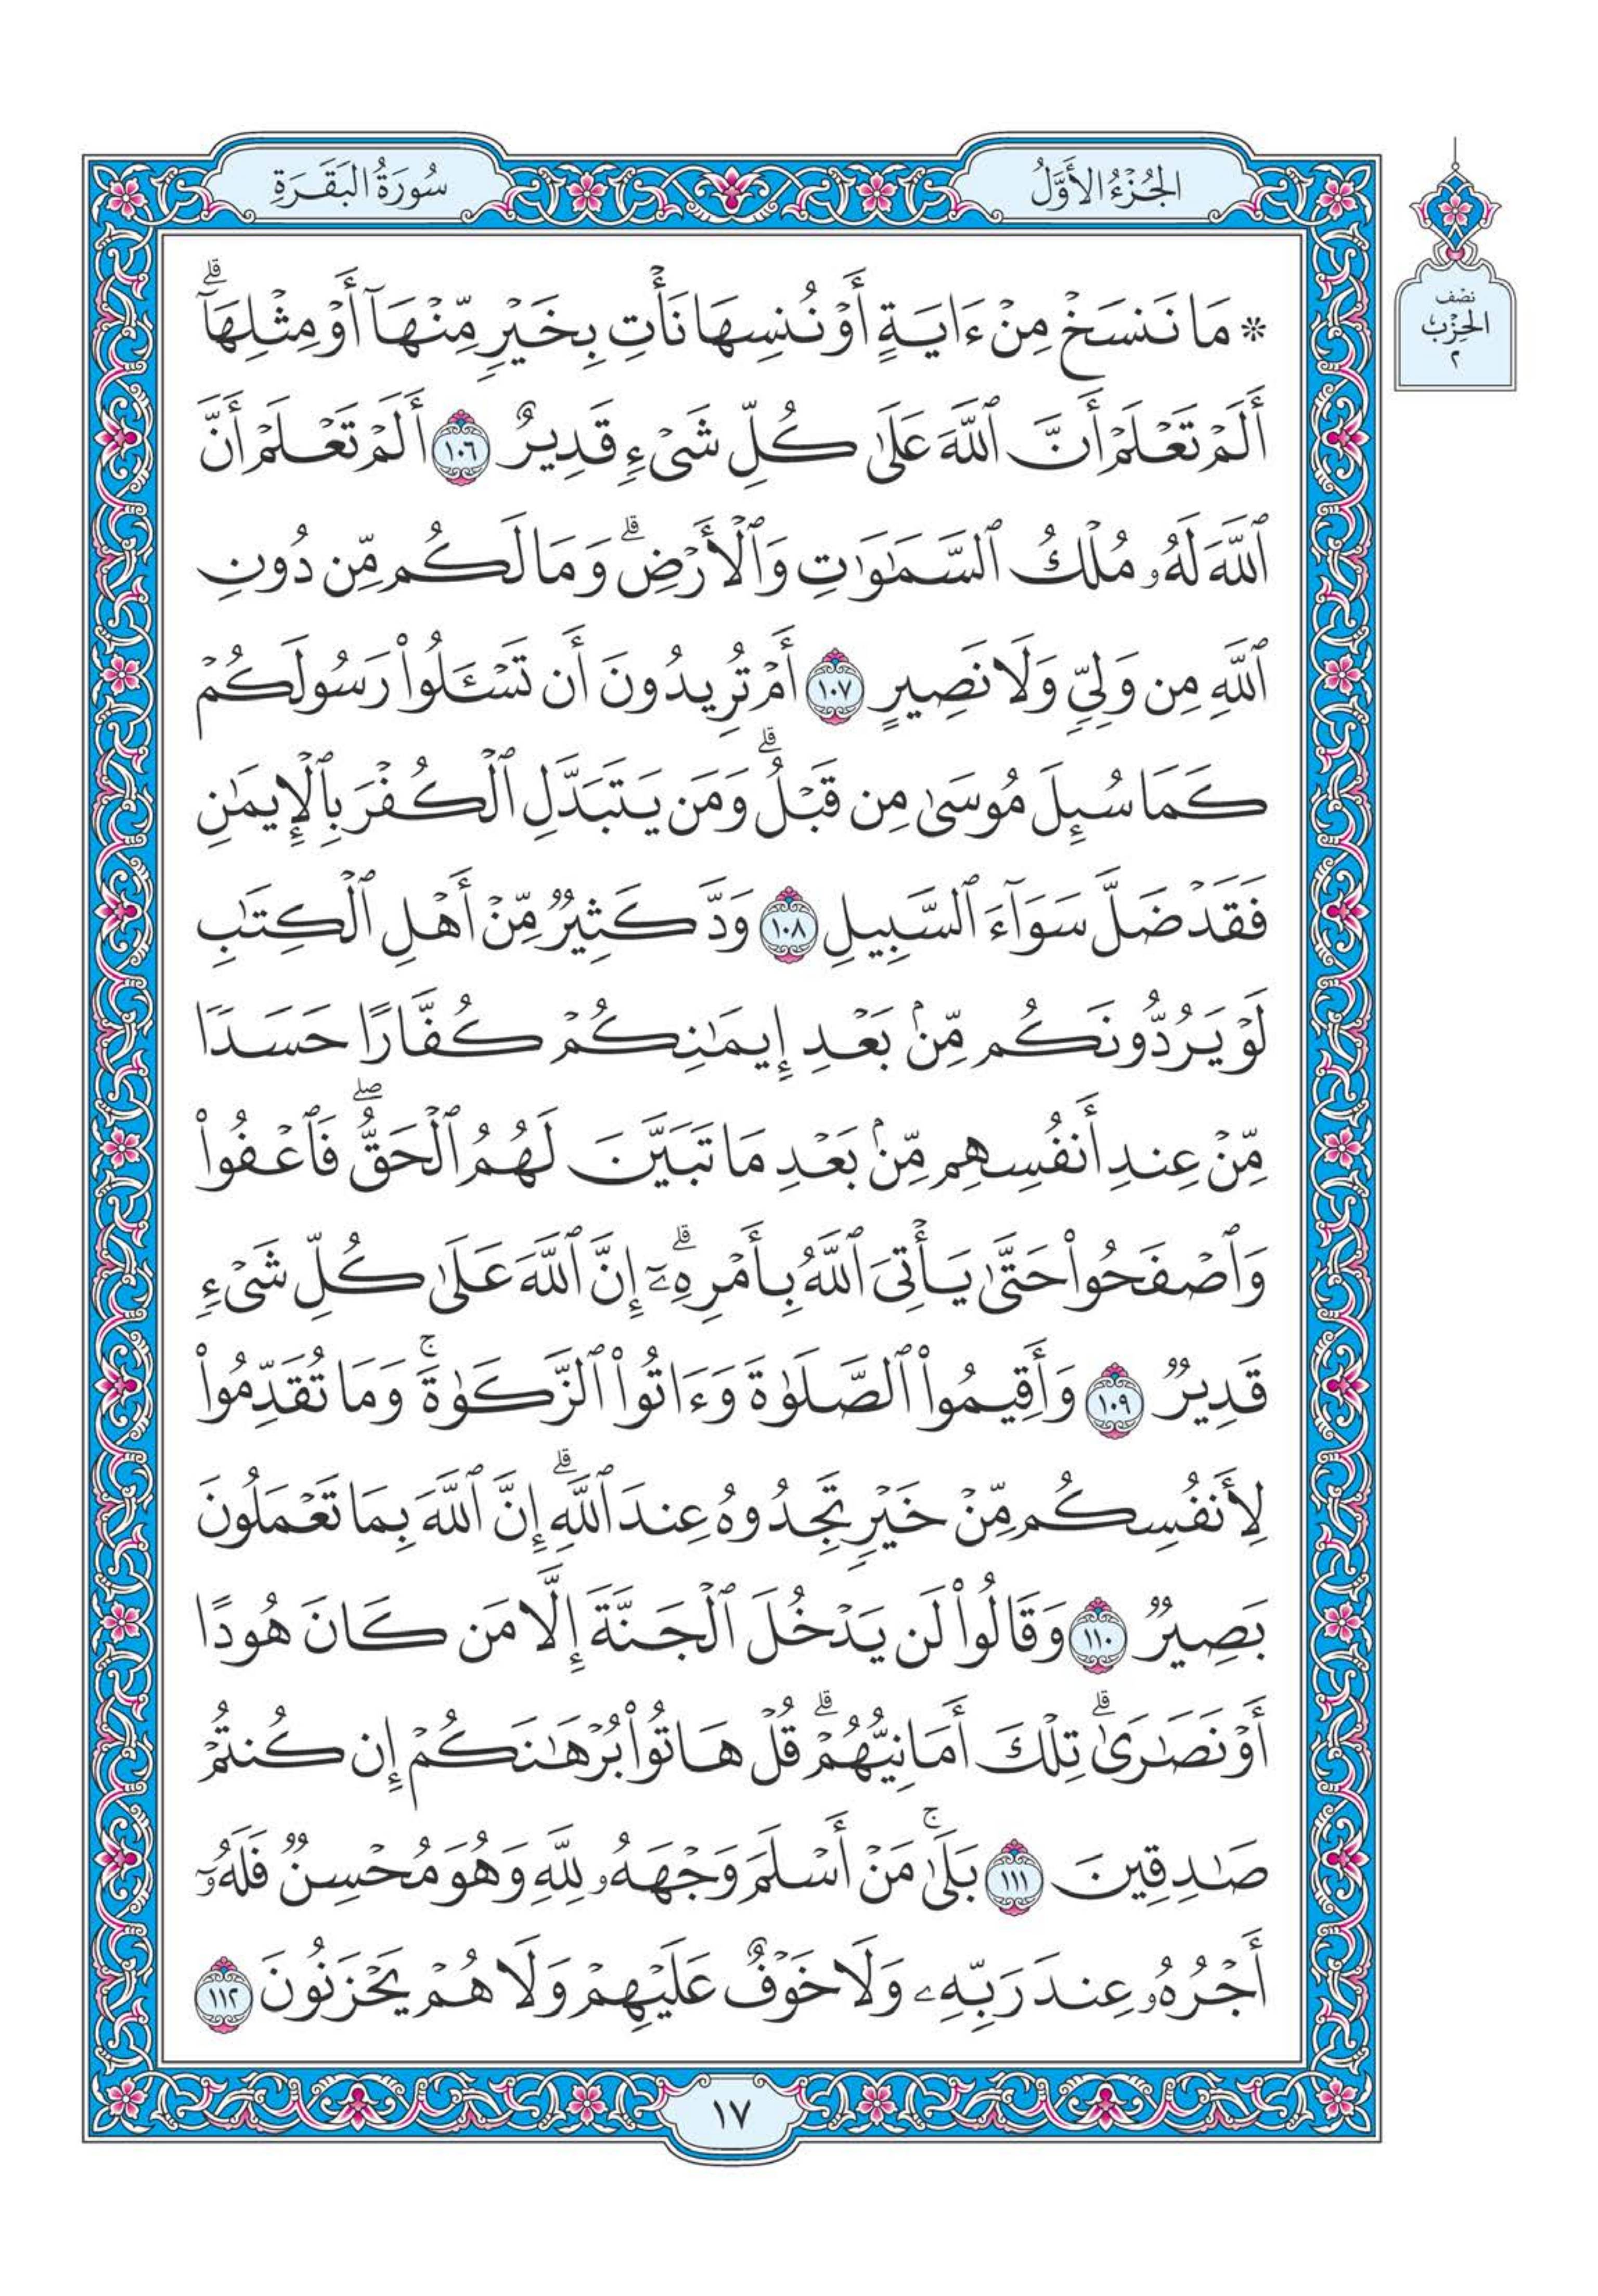 الجُزْءُ الأَوَّلُ
سُورَةُ البَقَرَةِ
نصف
الحزب
٢
* مَا نَنسَخْ مِنْ ءَايَةٍ أَوْ نُنسِهَا نَأْتِ بِخَيْرٍ مِّنْهَآ أَوْ مِثْلِهَآۗ
أَلَمْ تَعْلَمْ أَنَّ ٱللَّهَ عَلَىٰ كُلِّ شَىْءٍ قَدِيرٌ ١٠٦ أَلَمْ تَعْلَمْ أَنَّ
ٱللَّهَ لَهُۥ مُلْكُ ٱلسَّمَٰوَٰتِ وَٱلْأَرْضِۗ وَمَا لَكُم مِّن دُونِ
ٱللَّهِ مِن وَلِىٍّ وَلَا نَصِيرٍ ١٠٧ أَمْ تُرِيدُونَ أَن تَسْـَٔلُوا۟ رَسُولَكُمْ
كَمَا سُئِلَ مُوسَىٰ مِن قَبْلُۗ وَمَن يَتَبَدَّلِ ٱلْكُفْرَ بِٱلْإِيمَٰنِ
فَقَدْ ضَلَّ سَوَآءَ ٱلسَّبِيلِ ١٠٨ وَدَّ كَثِيرٌ مِّنْ أَهْلِ ٱلْكِتَٰبِ
لَوْ يَرُدُّونَكُم مِّنۢ بَعْدِ إِيمَٰنِكُمْ كُفَّارًا حَسَدًا
مِّنْ عِندِ أَنفُسِهِم مِّنۢ بَعْدِ مَا تَبَيَّنَ لَهُمُ ٱلْحَقُّۖ فَٱعْفُوا۟
وَٱصْفَحُوا۟ حَتَّىٰ يَأْتِىَ ٱللَّهُ بِأَمْرِهِۦٓۗ إِنَّ ٱللَّهَ عَلَىٰ كُلِّ شَىْءٍ
قَدِيرٌ ١٠٩ وَأَقِيمُوا۟ ٱلصَّلَوٰةَ وَءَاتُوا۟ ٱلزَّكَوٰةَۚ وَمَا تُقَدِّمُوا۟
لِأَنفُسِكُم مِّنْ خَيْرٍ تَجِدُوهُ عِندَ ٱللَّهِۗ إِنَّ ٱللَّهَ بِمَا تَعْمَلُونَ
بَصِيرٌ ١١٠ وَقَالُوا۟ لَن يَدْخُلَ ٱلْجَنَّةَ إِلَّا مَن كَانَ هُودًا
أَوْ نَصَٰرَىٰۗ تِلْكَ أَمَانِيُّهُمْۗ قُلْ هَاتُوا۟ بُرْهَٰنَكُمْ إِن كُنتُمْ
صَٰدِقِينَ ١١١ بَلَىٰۚ مَنْ أَسْلَمَ وَجْهَهُۥ لِلَّهِ وَهُوَ مُحْسِنٌ فَلَهُۥٓ
أَجْرُهُۥ عِندَ رَبِّهِۦ وَلَا خَوْفٌ عَلَيْهِمْ وَلَا هُمْ يَحْزَنُونَ ١١٢
١٧